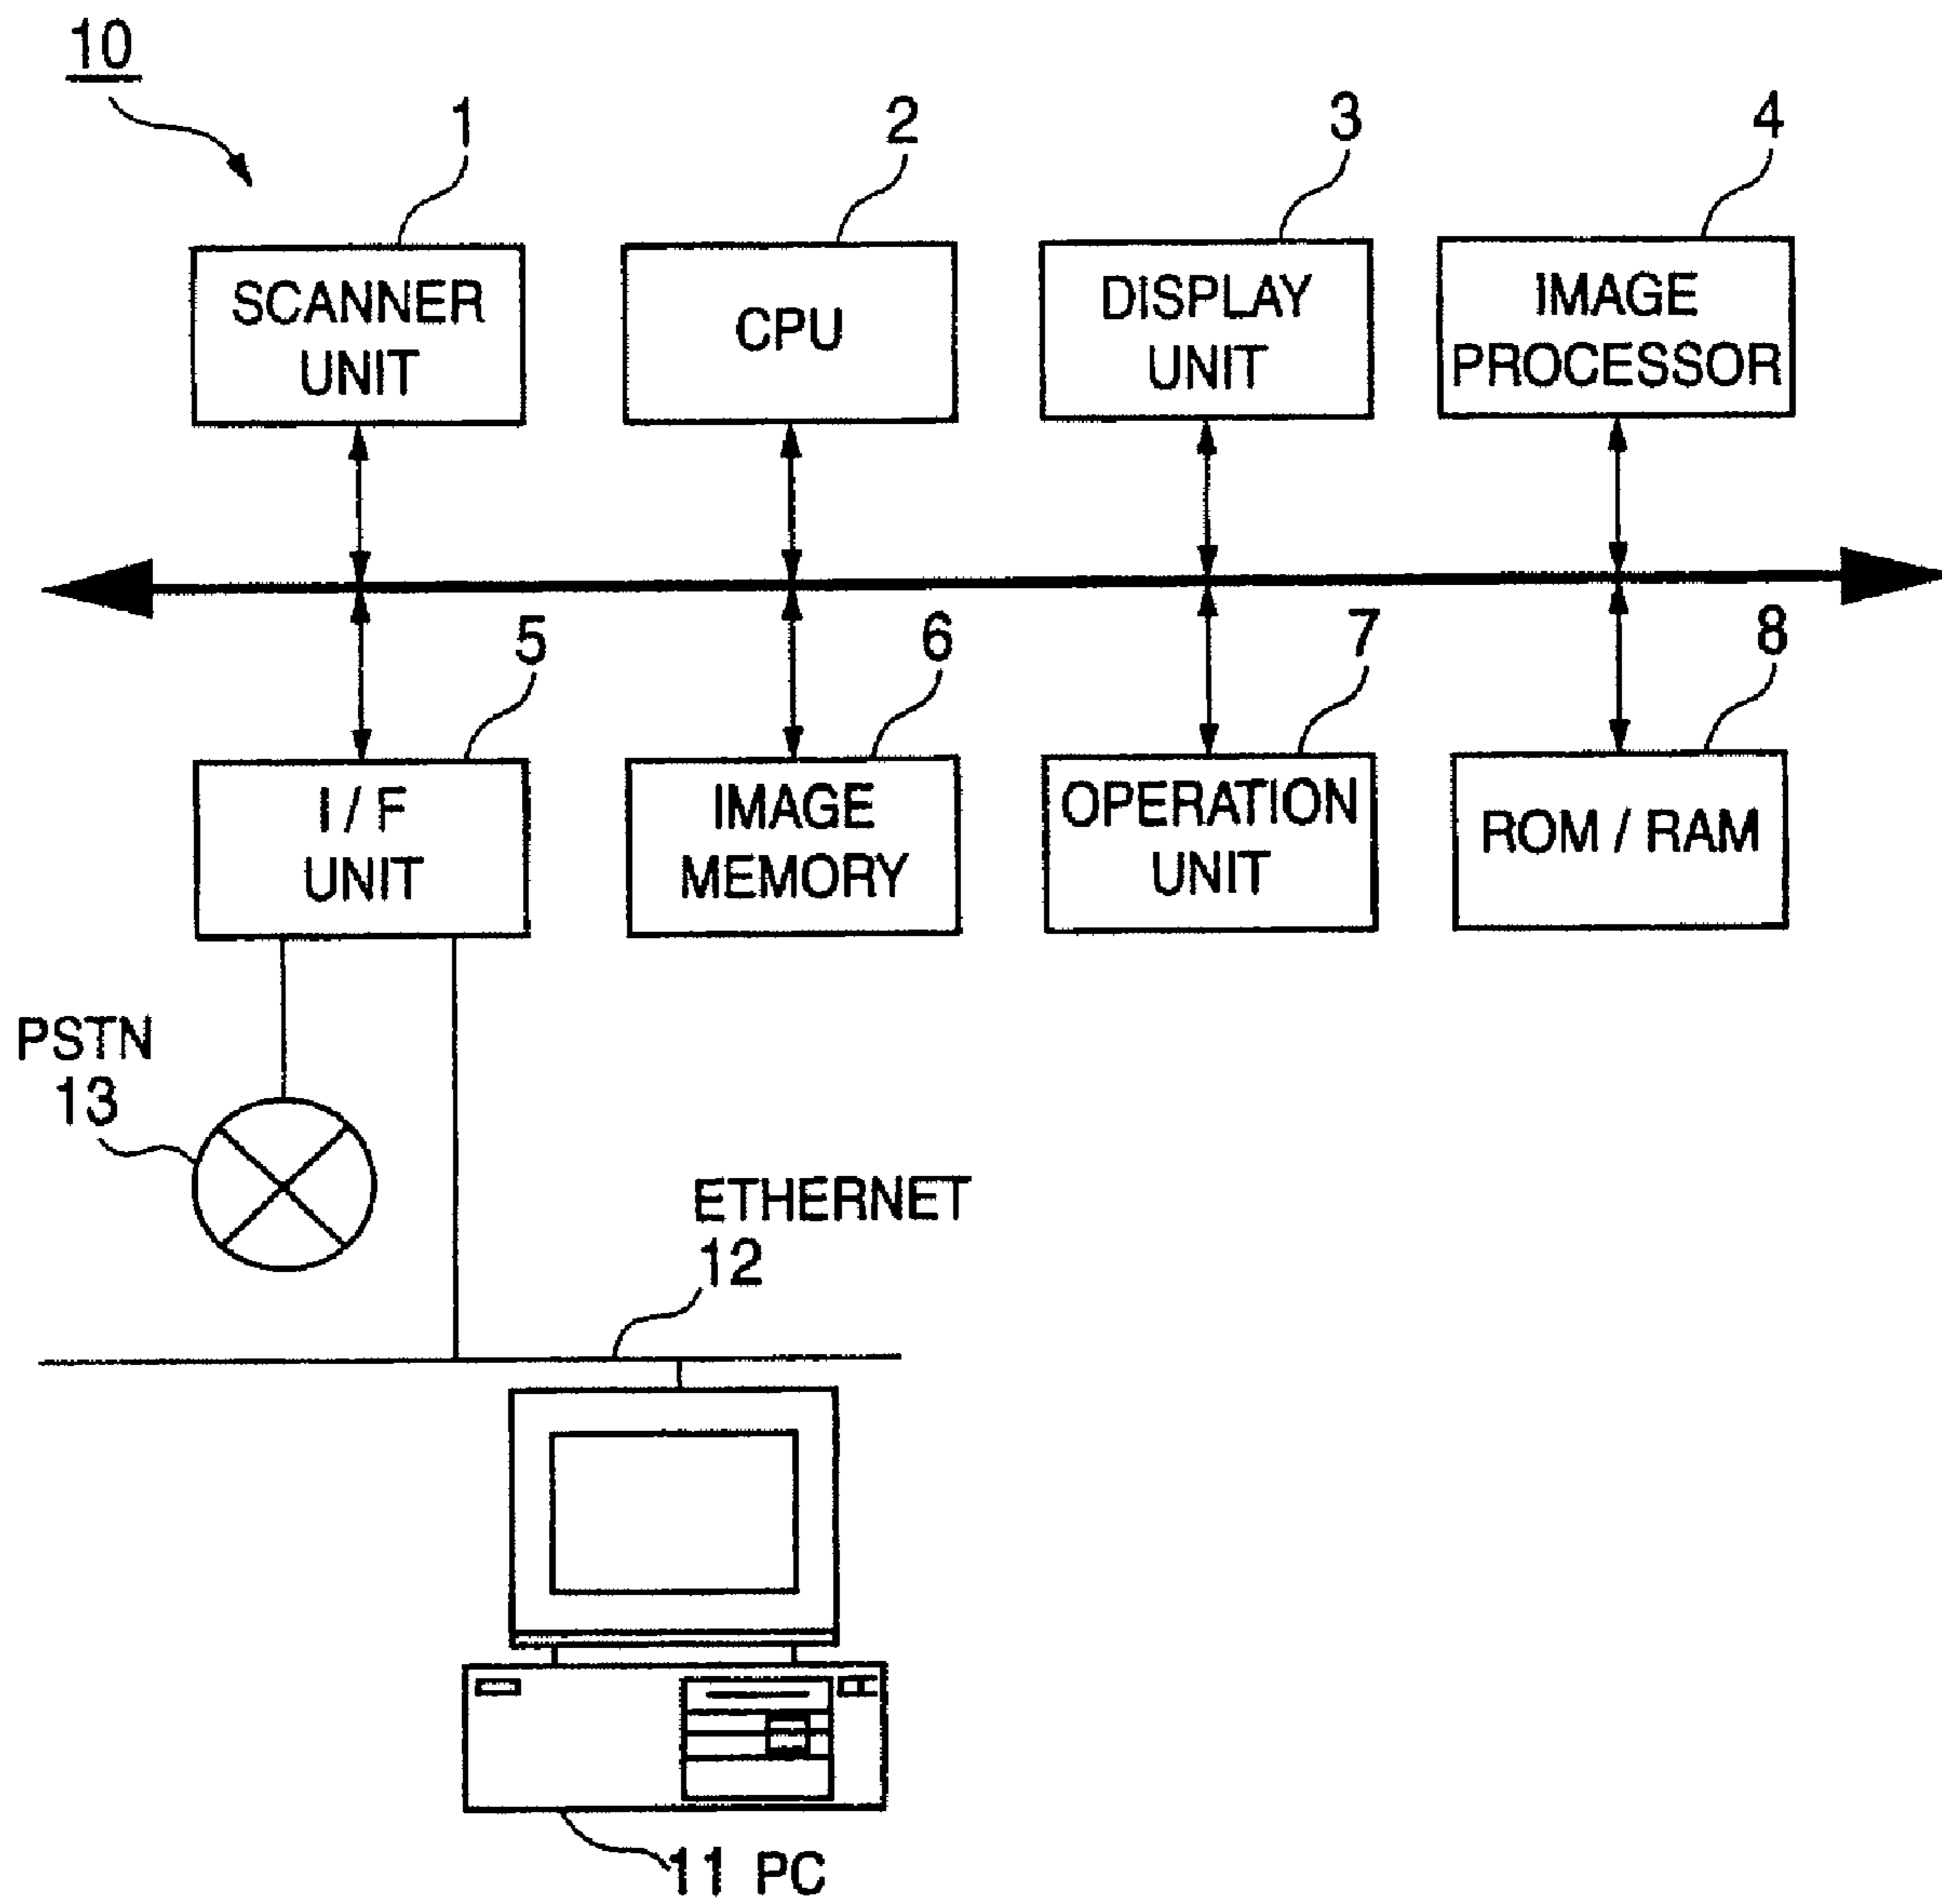 10
1
2
3
4
SCANNER
UNIT
CPU
DISPLAY
UNIT
IMAGE
PROCESSOR
5
6
7
8
I / F
UNIT
IMAGE
MEMORY
OPERATION
UNIT
ROM / RAM
PSTN
13
ETHERNET
12
11 PC